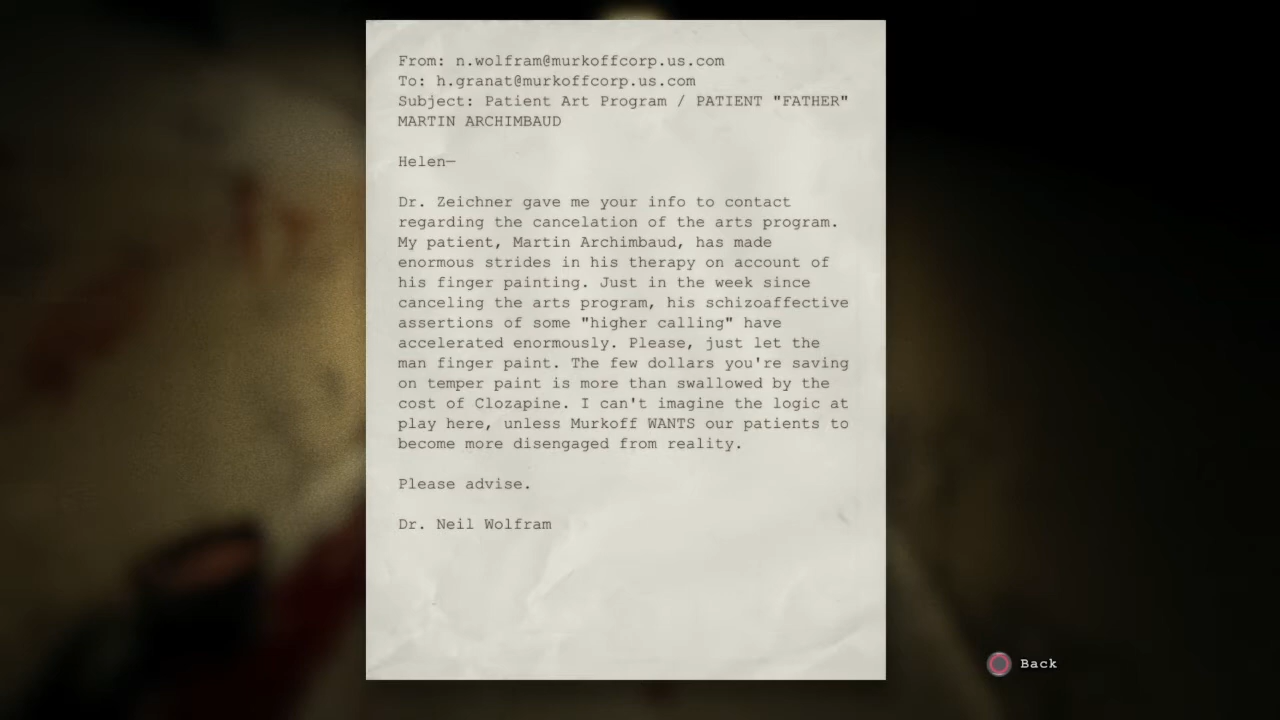 From: n.wolfram@murkoffcorp.us.com
To: h.granat@murkoffcorp.us.com
Subject: Patient Art Program / PATIENT "FATHER"
MARTIN ARCHIMBAUD
Helen—
Dr. Zeichner gave me your info to contact
regarding the cancelation of the arts program.
My patient, Martin Archimbaud, has made
enormous strides in his therapy on account of
his finger painting. Just in the week since
canceling the arts program, his schizoaffective
assertions of some "higher calling" have
accelerated enormously. Please, just let the
man finger paint. The few dollars you're saving
on temper paint is more than swallowed by the
cost of Clozapine. I can't imagine the logic at
play here, unless Murkoff WANTS our patients to
become more disengaged from reality.
Please advise.
Dr. Neil Wolfram
Back